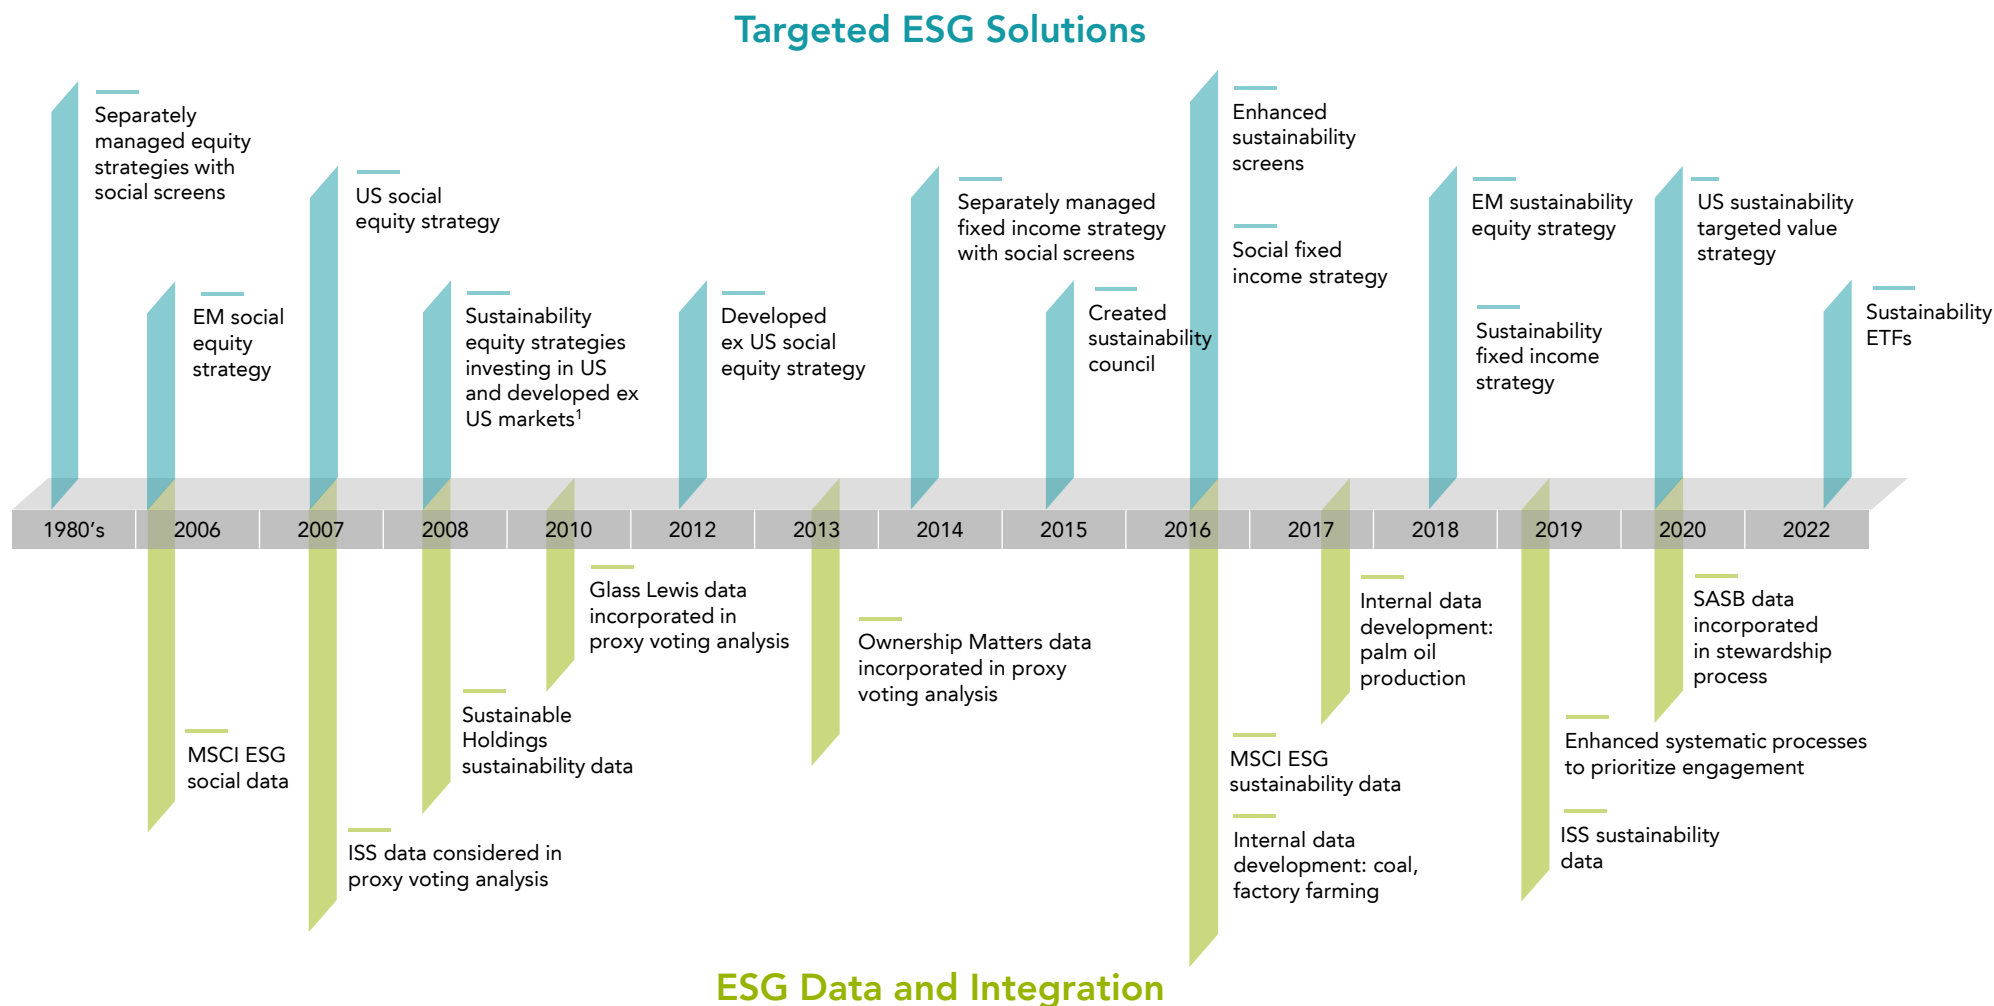 Targeted ESG Solutions
Separately
managed equity
strategies with
social screens
EM social
equity
strategy
US social
equity strategy
Sustainability
equity strategies
investing in US
and developed ex
US markets¹
Developed
ex US social
equity strategy
Separately managed
fixed income strategy
with social screens
Created
sustainability
council
Enhanced
sustainability
screens
Social fixed
income strategy
EM sustainability
equity strategy
Sustainability
fixed income
strategy
US sustainability
targeted value
strategy
Sustainability
ETFs
1980’s 2006 2007 2008 2010 2012 2013 2014 2015 2016 2017 2018 2019 2020 2022
MSCI ESG
social data
ISS data considered in
proxy voting analysis
Sustainable
Holdings
sustainability data
Glass Lewis data
incorporated in
proxy voting analysis
Ownership Matters data
incorporated in proxy
voting analysis
MSCI ESG
sustainability data
Internal data
development: coal,
factory farming
Internal data
development:
palm oil
production
Enhanced systematic processes
to prioritize engagement
ISS sustainability
data
SASB data
incorporated
in stewardship
process
ESG Data and Integration